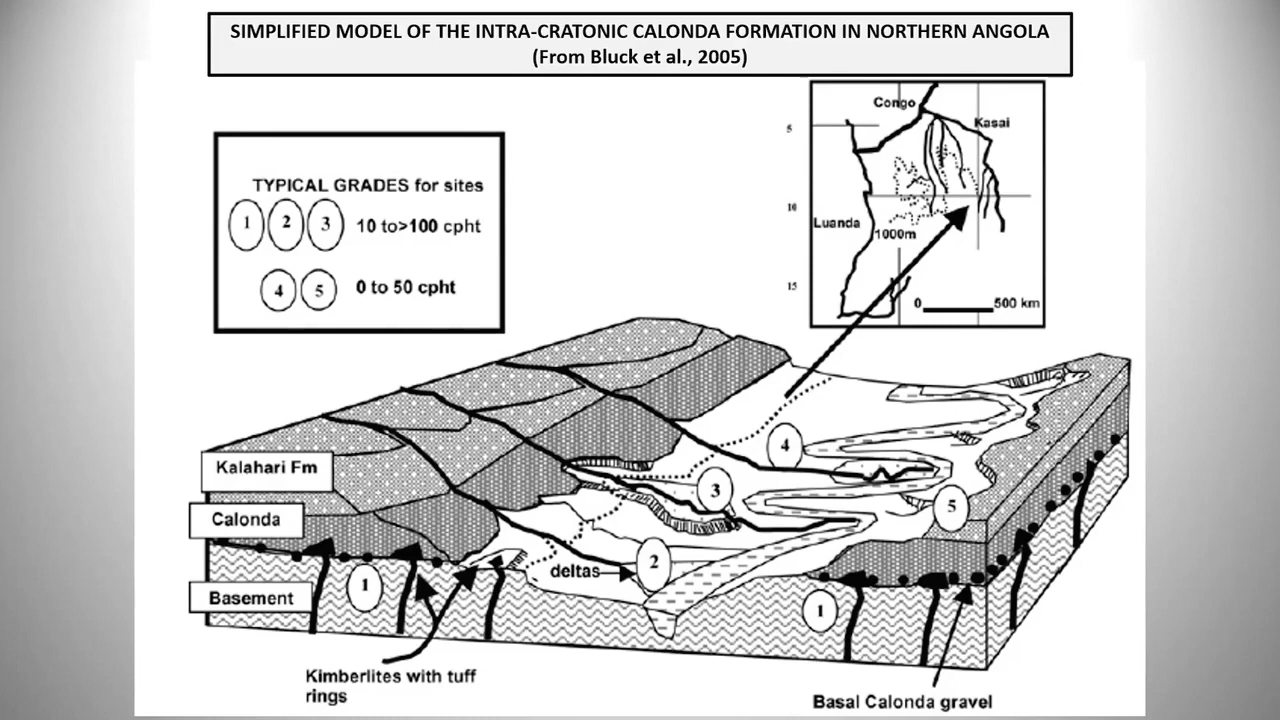 SIMPLIFIED MODEL OF THE INTRA-CRATONIC CALONDA FORMATION IN NORTHERN ANGOLA
(From Bluck et al., 2005)
TYPICAL GRADES for sites
1 2 3 10 to>100 cpht
4 5 0 to 50 cpht
Congo
Kasai
5
10
Luanda
1000m
15
0 500 km
Kalahari Fm
Calonda
Basement
4
3
5
2
deltas
1
1
Kimberlites with tuff
rings
Basal Calonda gravel